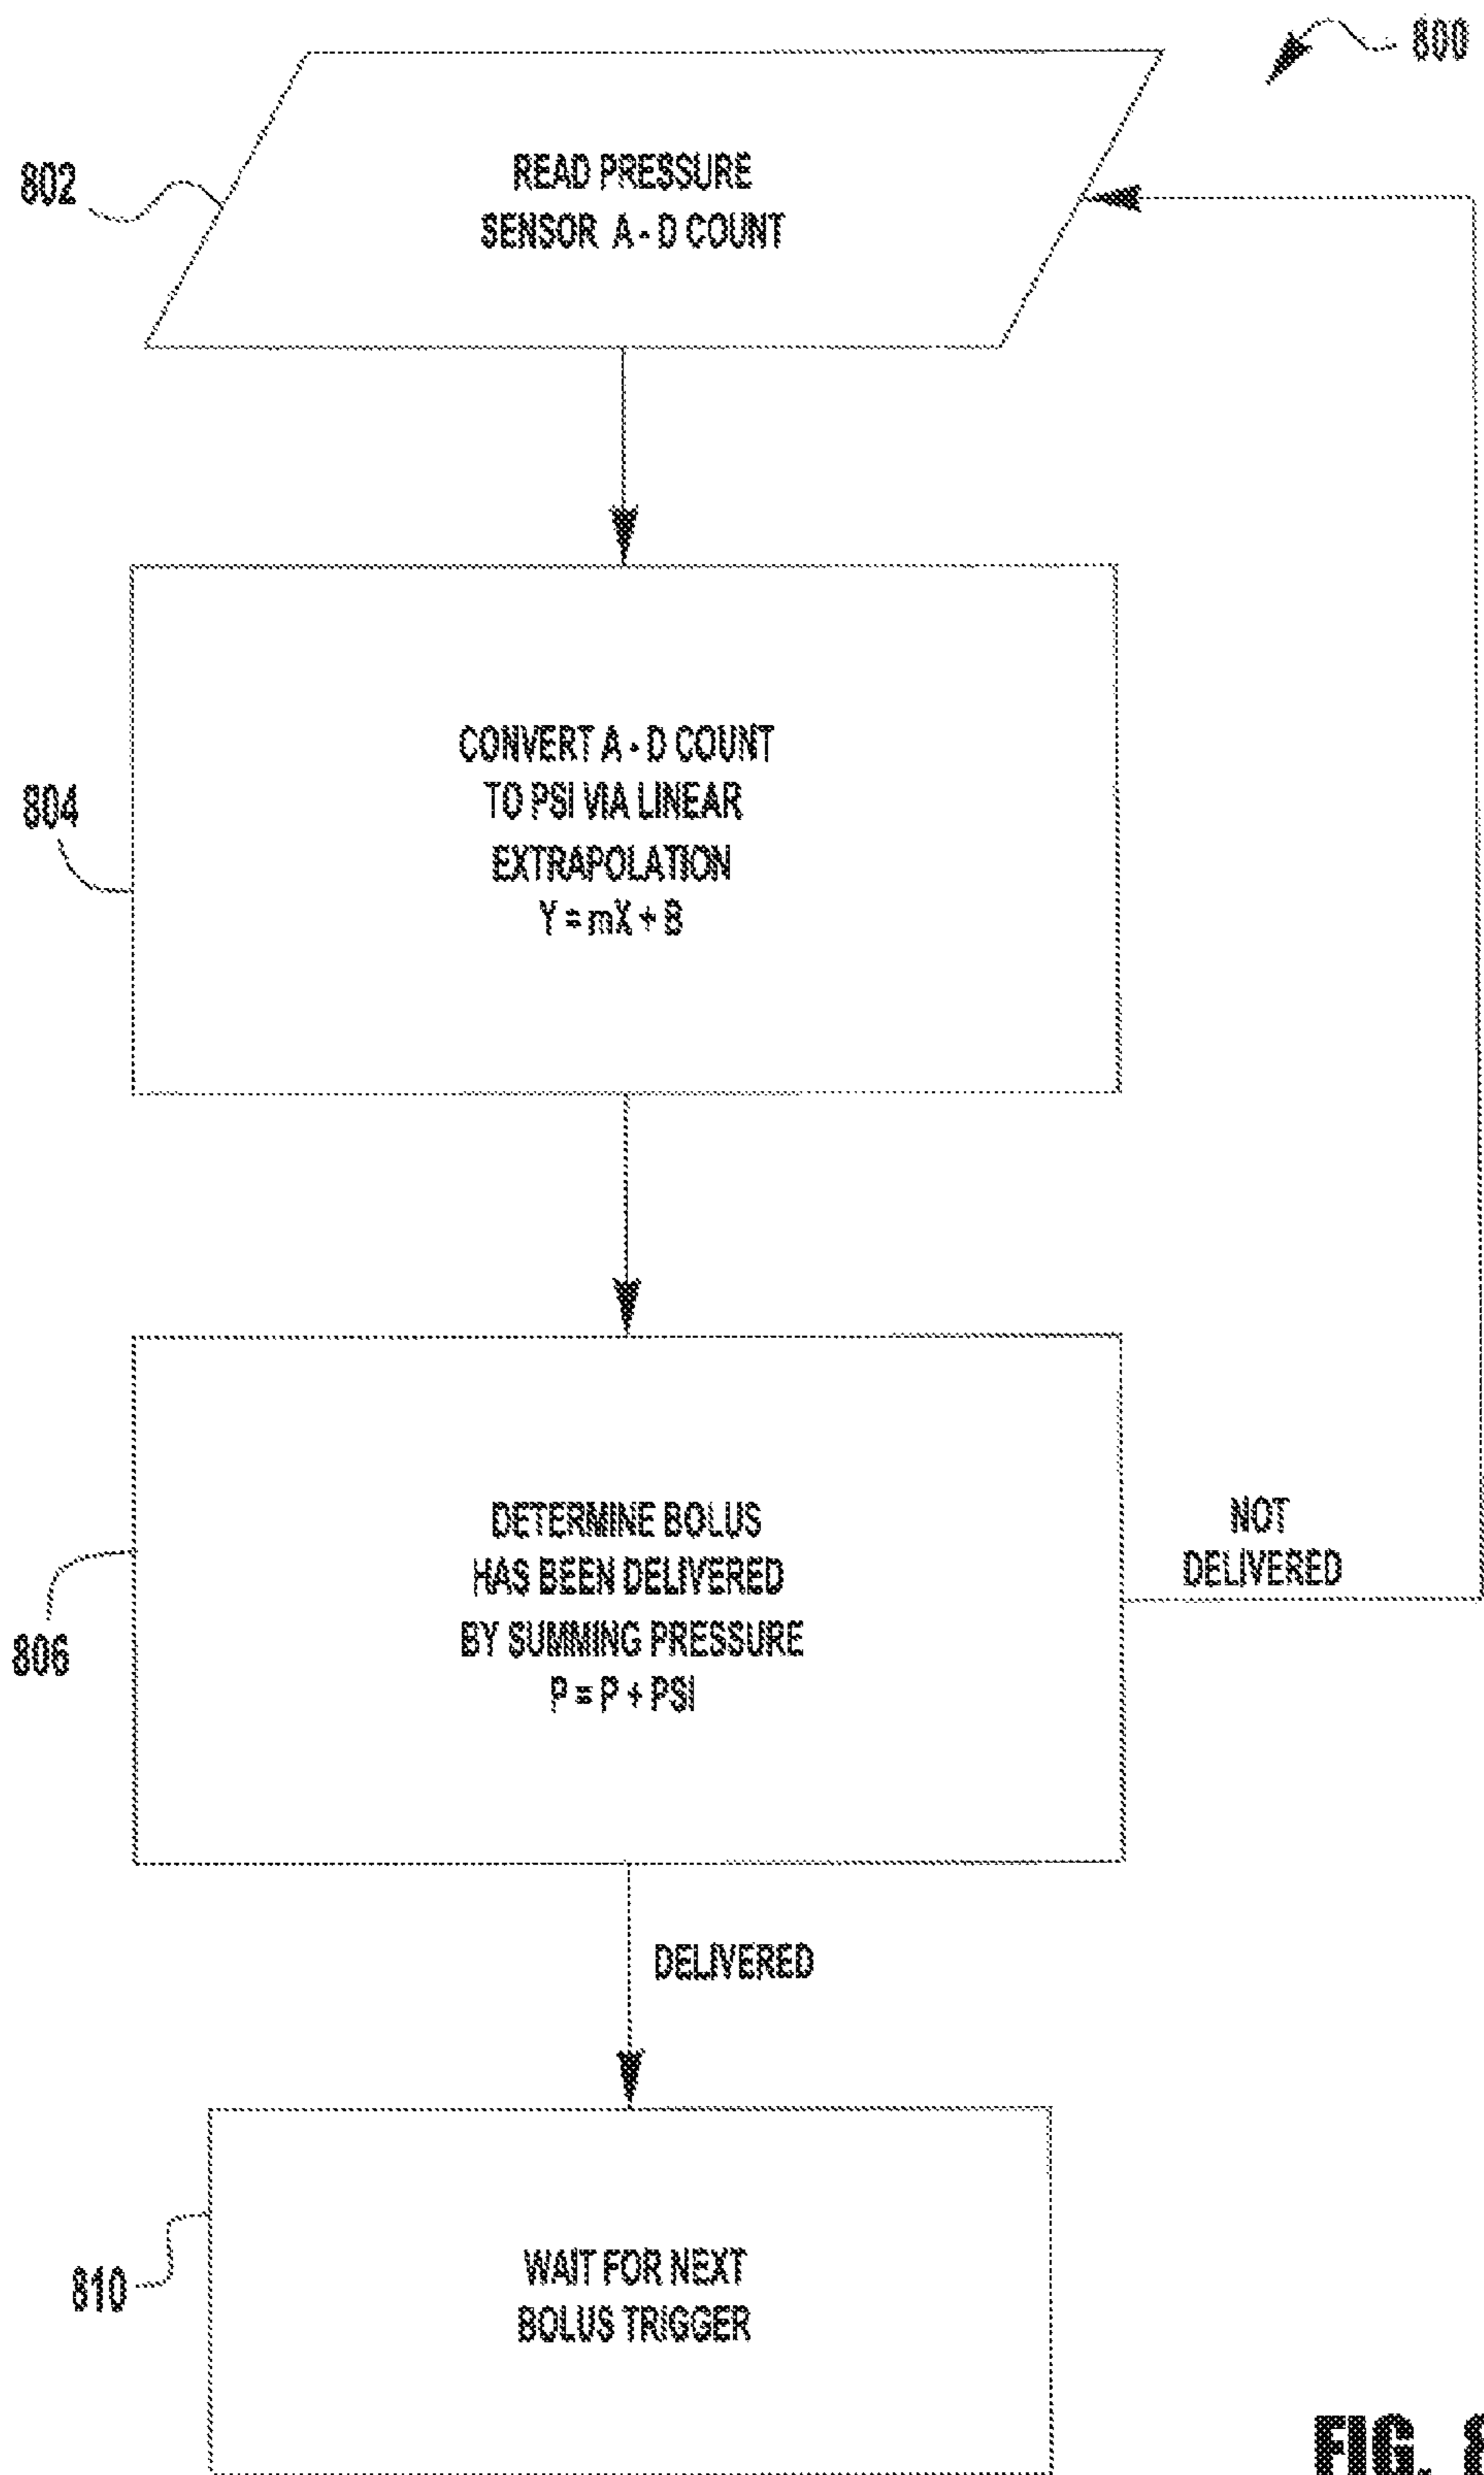 800
802
READ PRESSURE
SENSOR A - D COUNT
CONVERT A - D COUNT
TO PSI VIA LINEAR
EXTRAPOLATION
Y = mX + B
804
DETERMINE BOLUS
HAS BEEN DELIVERED
BY SUMMING PRESSURE
P = P + PSI
NOT
DELIVERED
806
DELIVERED
810
WAIT FOR NEXT
BOLUS TRIGGER
FIG.